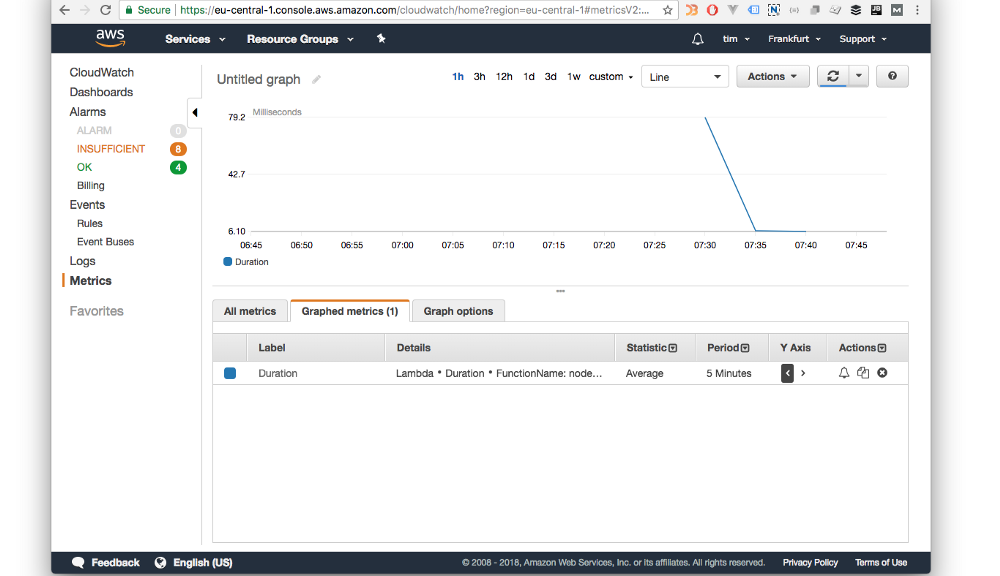 Secure https://eu-central-1.console.aws.amazon.com/cloudwatch/home?region=eu-central-1#metricsV2:...
aws Services Resource Groups tim Frankfurt Support
CloudWatch
Dashboards
Alarms
ALARM 0
INSUFFICIENT 8
OK 4
Billing
Events
Rules
Event Buses
Logs
Metrics
Favorites
Untitled graph 1h 3h 12h 1d 3d 1w custom Line Actions ?
Milliseconds
79.2
42.7
6.10
06:45 06:50 06:55 07:00 07:05 07:10 07:15 07:20 07:25 07:30 07:35 07:40 07:45
Duration
All metrics Graphed metrics (1) Graph options
Label Details Statistic Period Y Axis Actions
Duration Lambda • Duration • FunctionName: node... Average 5 Minutes < >
Feedback English (US) © 2008 - 2018, Amazon Web Services, Inc. or its affiliates. All rights reserved. Privacy Policy Terms of Use